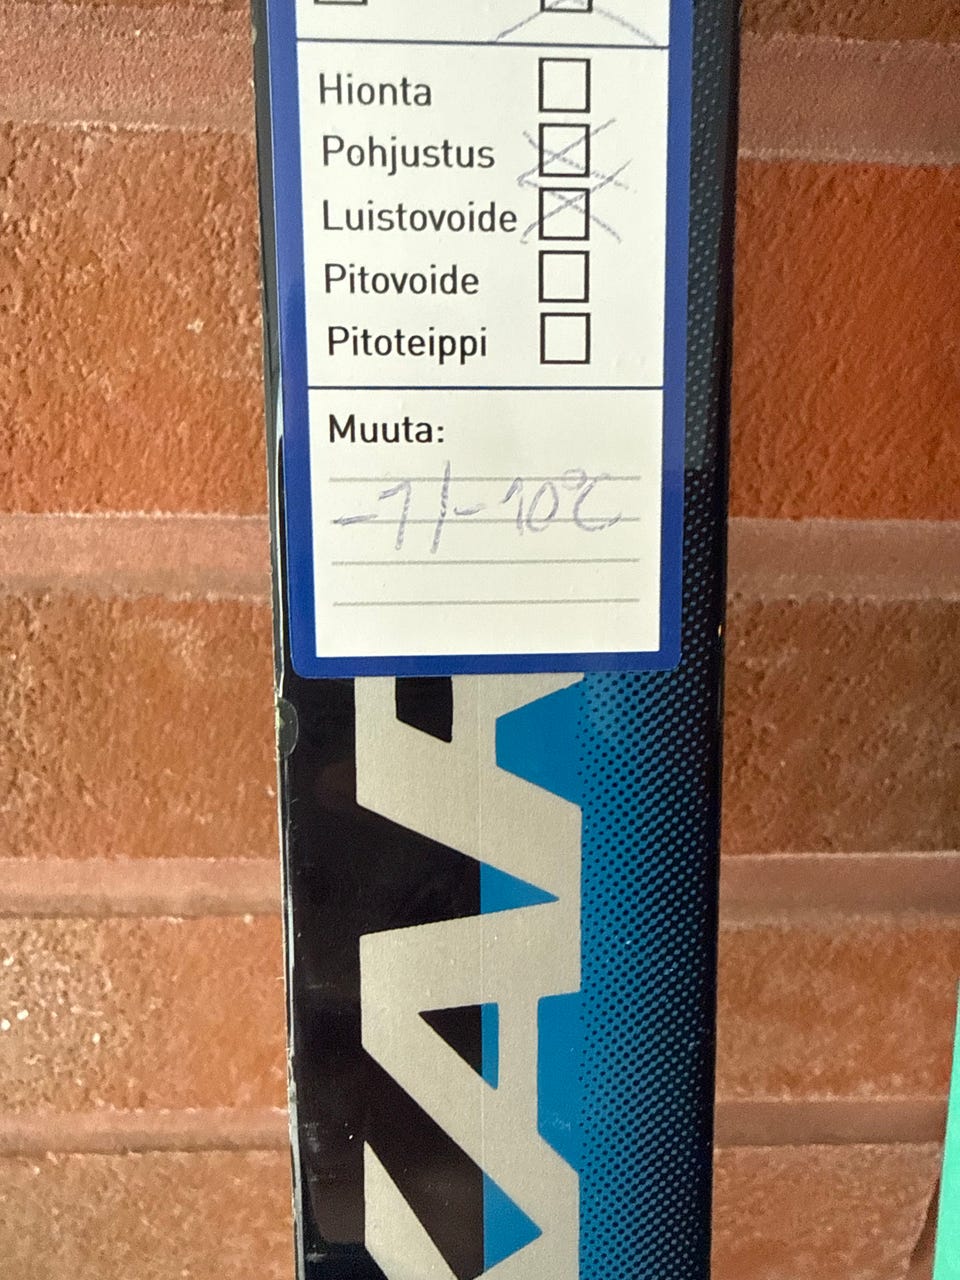 Hionta
Pohjustus
Luistovoide
Pitovoide
Pitoteippi
Muuta:
-1/-10°C